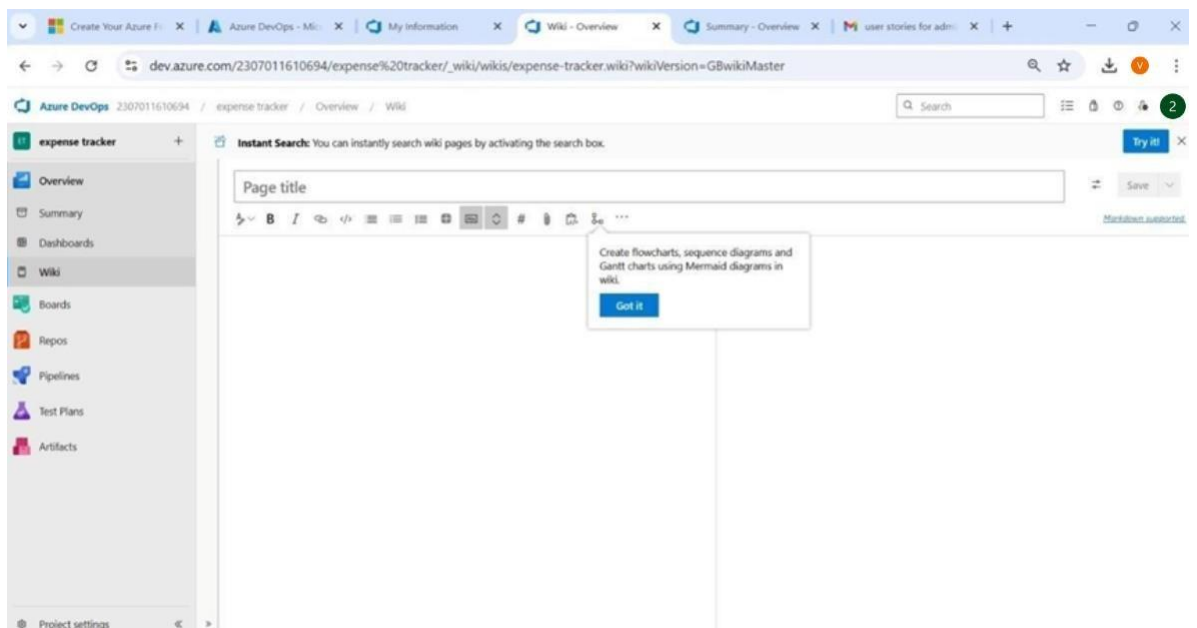 Create Your Azure Fr
Azure DevOps - Mic
My Information
Wiki - Overview
Summary - Overview
user stories for adm
dev.azure.com/2307011610694/expense%20tracker/_wiki/wikis/expense-tracker.wiki?wikiVersion=GBwikiMaster
V
Azure DevOps 2307011610694 / expense tracker / Overview / Wiki
Search
2
ET expense tracker +
Instant Search: You can instantly search wiki pages by activating the search box.
Try it!
Overview
Page title
Save
Summary
B I </> #
Markdown supported.
Dashboards
Create flowcharts, sequence diagrams and
Gantt charts using Mermaid diagrams in
wiki.
Wiki
Got it
Boards
Repos
Pipelines
Test Plans
Artifacts
Project settings